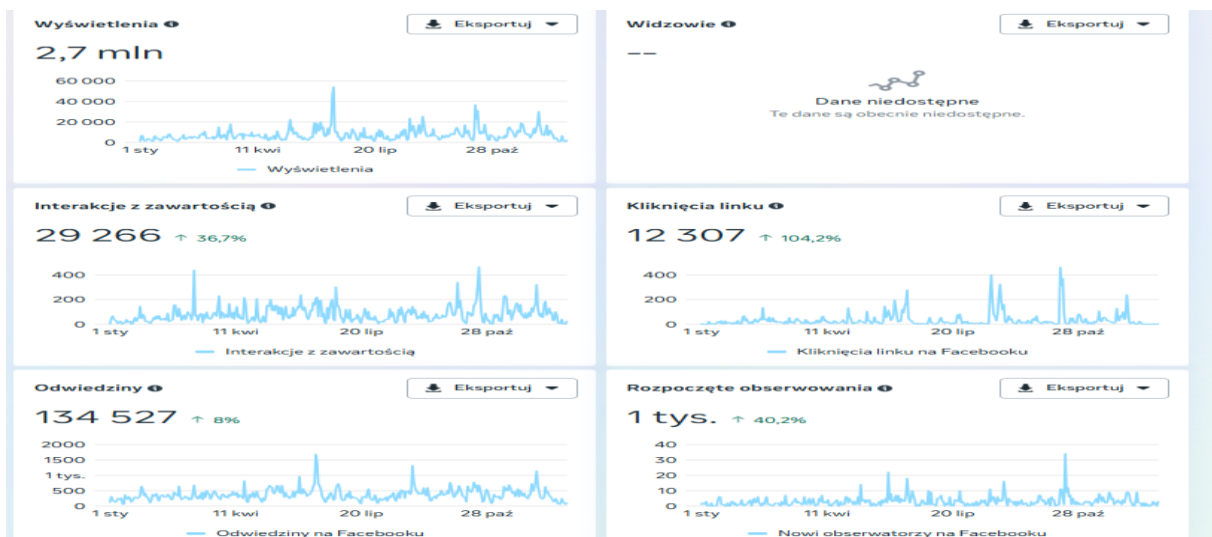 Wyświetlenia
Eksportuj
2,7 mln
60 000
40 000
20 000
0
1 sty
11 kwi
20 lip
28 paź
Wyświetlenia
Widzowie
Eksportuj
--
Dane niedostępne
Te dane są obecnie niedostępne.
Interakcje z zawartością
Eksportuj
29 266 ↑ 36,7%
400
200
0
1 sty
11 kwi
20 lip
28 paź
Interakcje z zawartością
Kliknięcia linku
Eksportuj
12 307 ↑ 104,2%
400
200
0
1 sty
11 kwi
20 lip
28 paź
Kliknięcia linku na Facebooku
Odwiedziny
Eksportuj
134 527 ↑ 8%
2000
1500
1 tys.
500
0
1 sty
11 kwi
20 lip
28 paź
Odwiedziny na Facebooku
Rozpoczęte obserwowania
Eksportuj
1 tys. ↑ 40,2%
40
30
20
10
0
1 sty
11 kwi
20 lip
28 paź
Nowi obserwatorzy na Facebooku